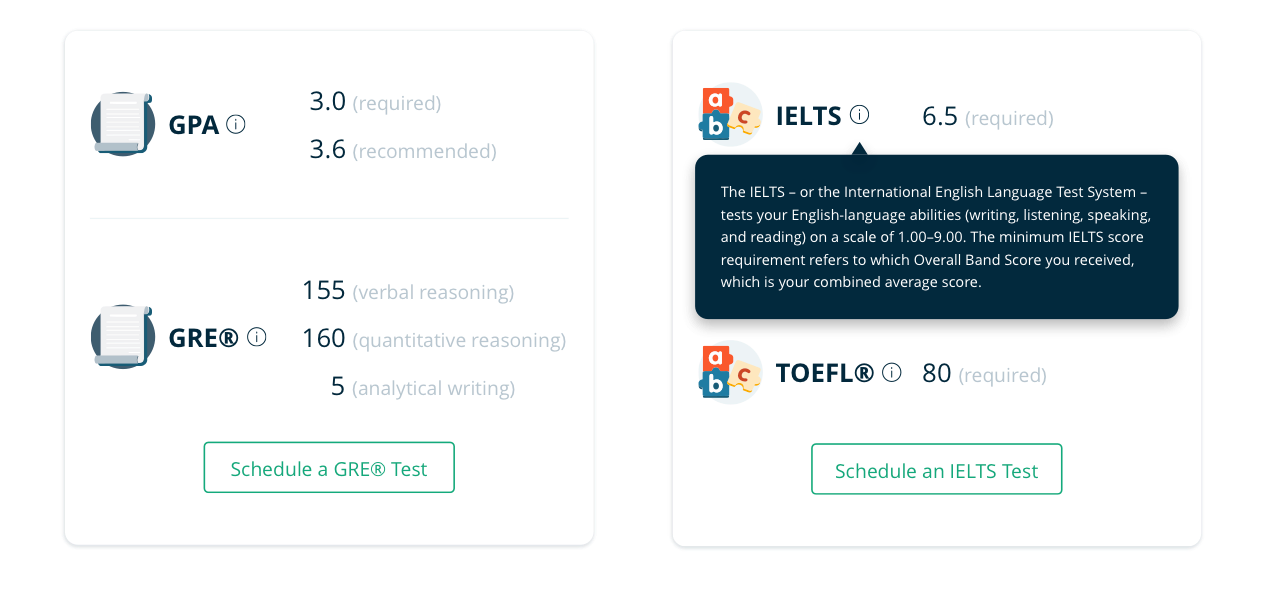 GPA
3.0 (required)
3.6 (recommended)
GRE®
155 (verbal reasoning)
160 (quantitative reasoning)
5 (analytical writing)
Schedule a GRE® Test
a
b
c
IELTS
6.5 (required)
The IELTS – or the International English Language Test System –
tests your English-language abilities (writing, listening, speaking,
and reading) on a scale of 1.00–9.00. The minimum IELTS score
requirement refers to which Overall Band Score you received,
which is your combined average score.
a
b
c
TOEFL®
80 (required)
Schedule an IELTS Test